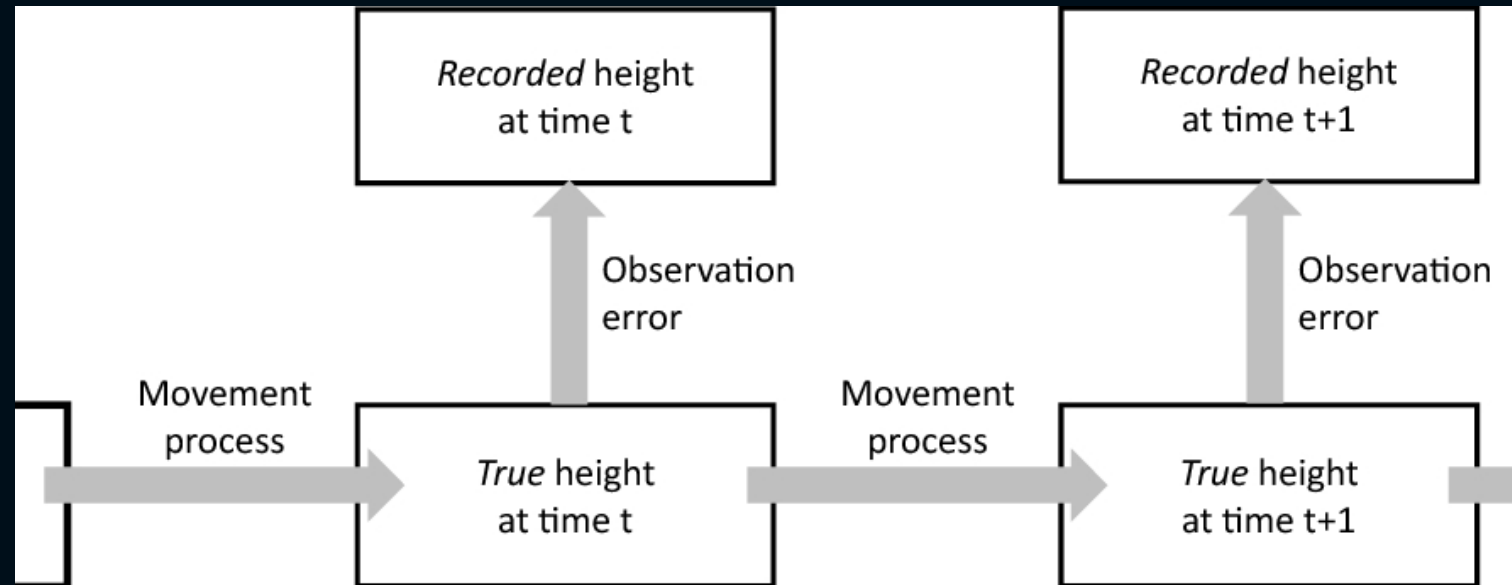 Recorded height
at time t
Recorded height
at time t+1
Observation
error
Observation
error
Movement
process
True height
at time t
Movement
process
True height
at time t+1